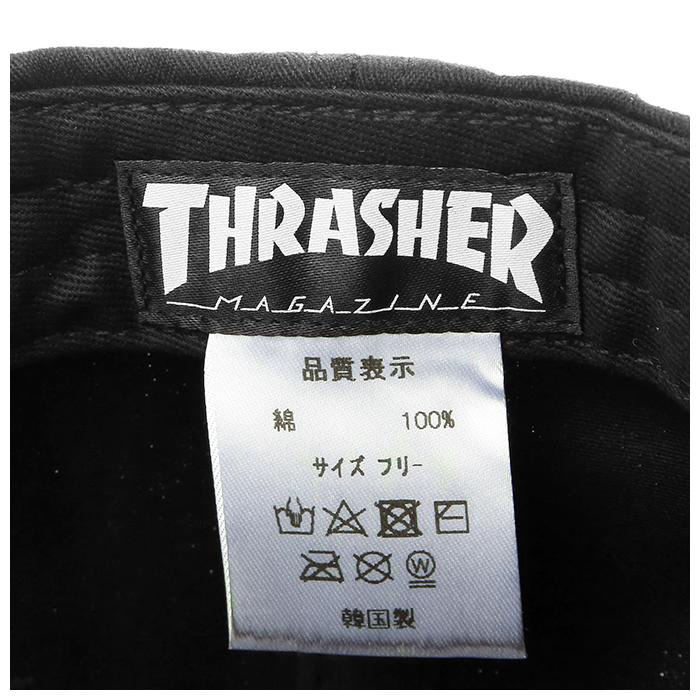 THRASHER
MAGAZINE
品質表示
綿 100%
サイズ フリー
W
韓国製